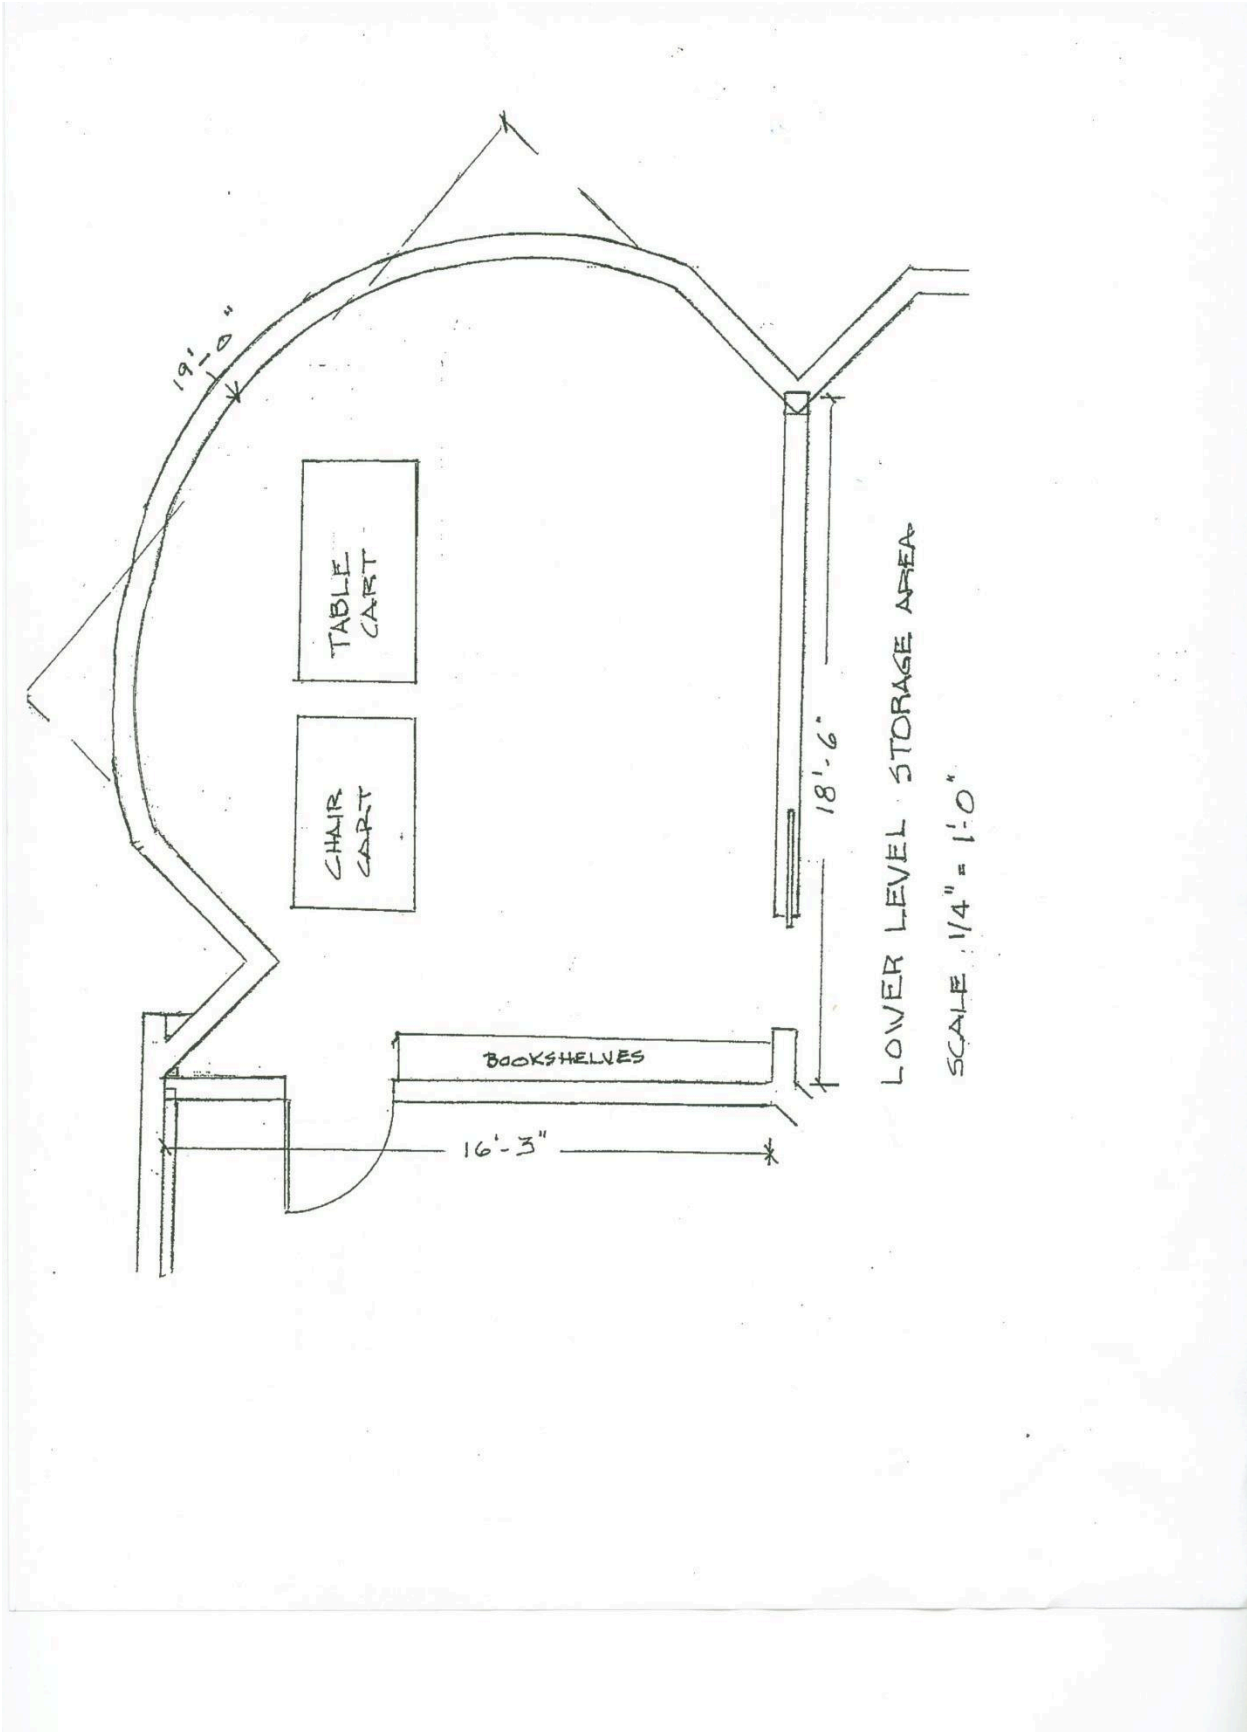 19'-0"
TABLE
CART
CHAIR
CART
BOOKSHELVES
16'-3"
18'-6"
LOWER LEVEL STORAGE AREA
SCALE: 1/4" = 1'-0"